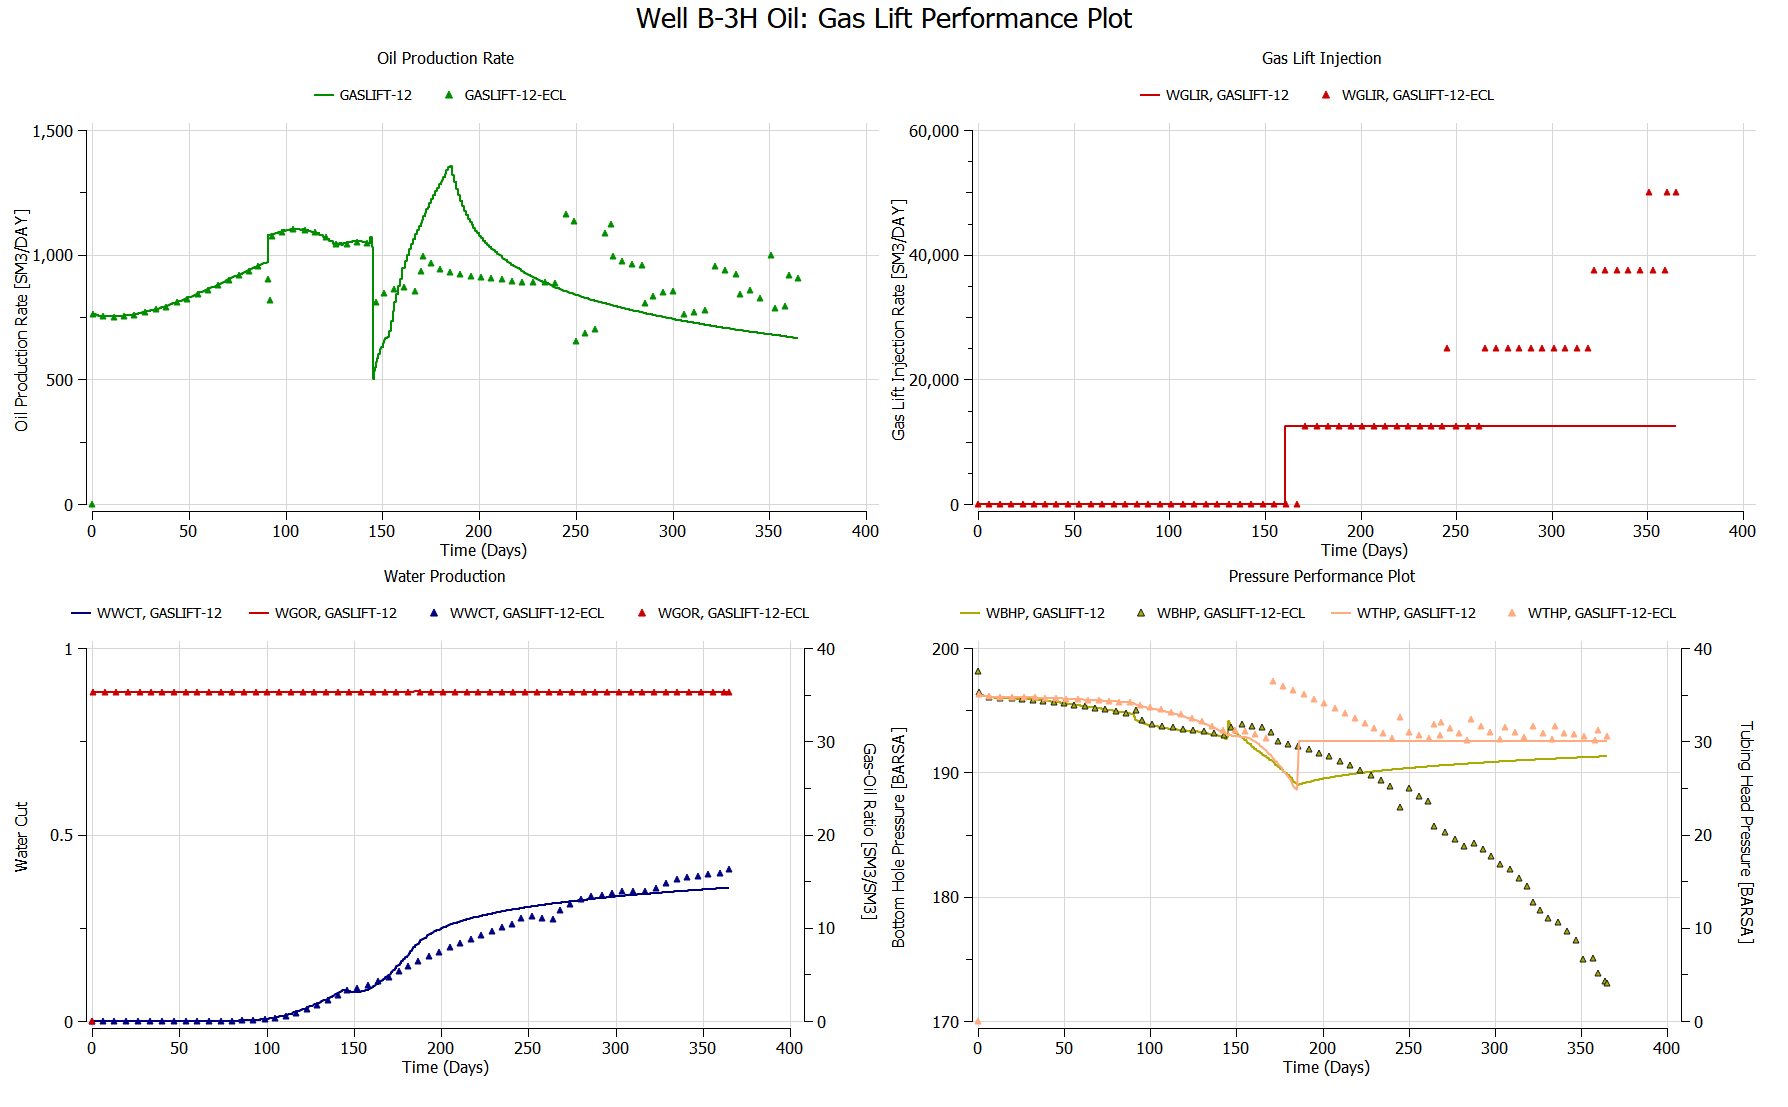 Well B-3H Oil: Gas Lift Performance Plot
Oil Production Rate
GASLIFT-12 GASLIFT-12-ECL
Oil Production Rate [SM3/DAY]
1,500
1,000
500
0
0 50 100 150 200 250 300 350 400
Time (Days)
Gas Lift Injection
WGLIR, GASLIFT-12 WGLIR, GASLIFT-12-ECL
Gas Lift Injection Rate [SM3/DAY]
60,000
40,000
20,000
0
0 50 100 150 200 250 300 350 400
Time (Days)
Water Production
WWCT, GASLIFT-12 WGOR, GASLIFT-12 WWCT, GASLIFT-12-ECL WGOR, GASLIFT-12-ECL
Water Cut
1
0.5
0
40
30
20
10
0
Gas-Oil Ratio [SM3/SM3]
0 50 100 150 200 250 300 350 400
Time (Days)
Pressure Performance Plot
WBHP, GASLIFT-12 WBHP, GASLIFT-12-ECL WTHP, GASLIFT-12 WTHP, GASLIFT-12-ECL
Bottom Hole Pressure [BARSA]
200
190
180
170
40
30
20
10
0
Tubing Head Pressure [BARSA]
0 50 100 150 200 250 300 350 400
Time (Days)